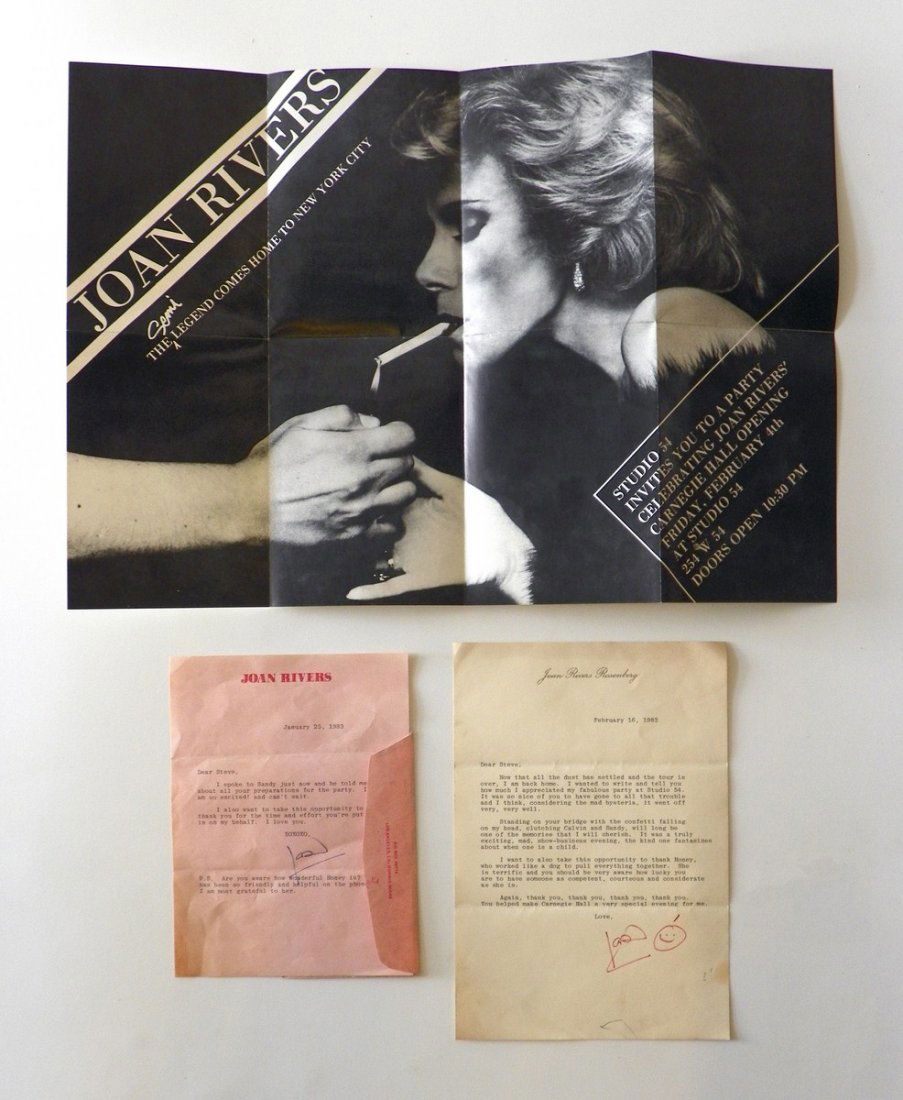 JOAN RIVERS
Semi
THE LEGEND COMES HOME TO NEW YORK CITY
STUDIO 54
INVITES YOU TO A PARTY
CELEBRATING JOAN RIVERS'
CARNEGIE HALL OPENING
FRIDAY, FEBRUARY 4th
AT STUDIO 54
254 W 54
DOORS OPEN 10:30 PM
JOAN RIVERS
January 25, 1983
Dear Steve,
I spoke to Sandy just now and he told me
about all your preparations for the party. I
am so excited! and can't wait.
I also want to take this opportunity to
thank you for the time and effort you're put
in on my behalf. I love you.
XOXOXO,
Joan
P.S. Are you aware how wonderful Honey is?
has been so friendly and helpful on the phone
I am most grateful to her.
Joan Rivers Rosenberg
February 16, 1983
Dear Steve,
Now that all the dust has settled and the tour is
over, I am back home. I wanted to write and tell you
how much I appreciated my fabulous party at Studio 54.
It was so nice of you to have gone to all that trouble
and I think, considering the mad hysteria, it went off
very, very well.
Standing on your bridge with the confetti falling
on my head, clutching Calvin and Sandy, will long be
one of the memories that I will cherish. It was a truly
exciting, mad, show-business evening, the kind one fantasizes
about when one is a child.
I want to also take this opportunity to thank Honey,
who worked like a dog to pull everything together. She
is terrific and you should be very aware how lucky you
are to have someone as competent, courteous and considerate
as she is.
Again, thank you, thank you, thank you, thank you.
You helped make Carnegie Hall a very special evening for me.
Love,
Joan